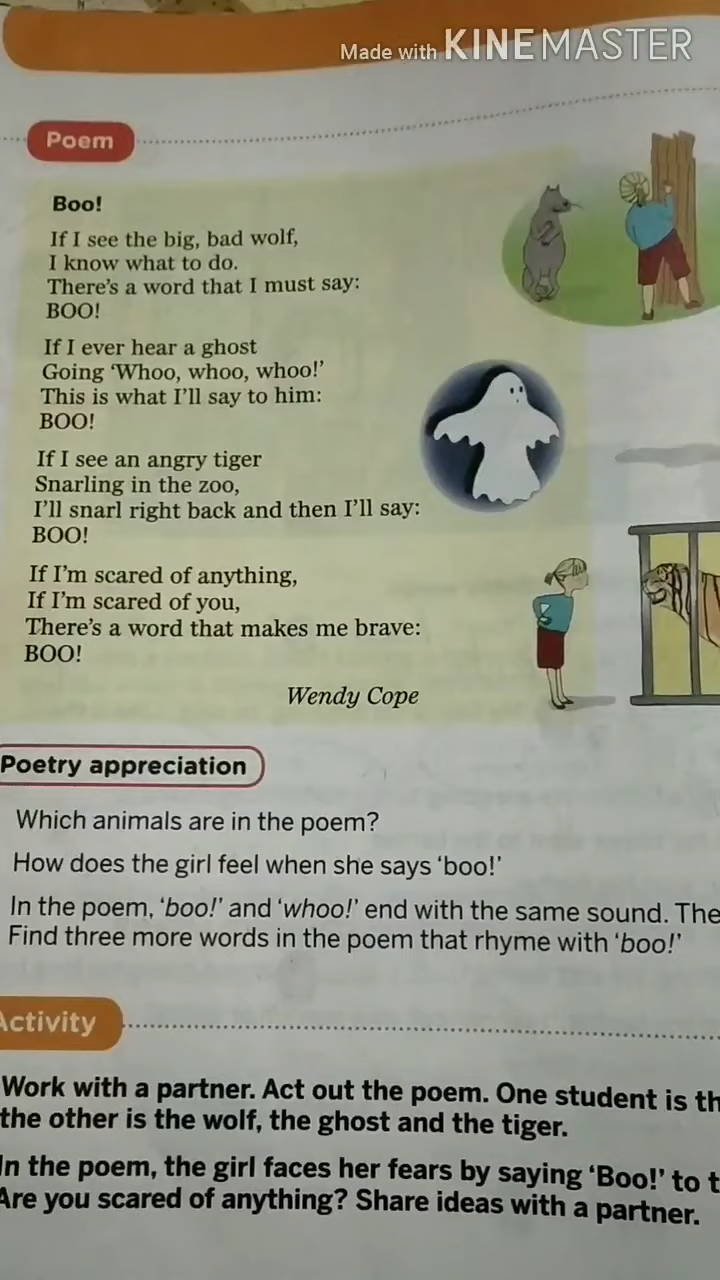 Made with KINEMASTER
Poem
Boo!
If I see the big, bad wolf,
I know what to do.
There's a word that I must say:
BOO!
If I ever hear a ghost
Going 'Whoo, whoo, whoo!'
This is what I'll say to him:
BOO!
If I see an angry tiger
Snarling in the zoo,
I'll snarl right back and then I'll say:
BOO!
If I'm scared of anything,
If I'm scared of you,
There's a word that makes me brave:
BOO!
Wendy Cope
Poetry appreciation
Which animals are in the poem?
How does the girl feel when she says 'boo!'
In the poem, 'boo!' and 'whoo!' end with the same sound. The
Find three more words in the poem that rhyme with 'boo!'
Activity
Work with a partner. Act out the poem. One student is th
the other is the wolf, the ghost and the tiger.
In the poem, the girl faces her fears by saying 'Boo!' to t
Are you scared of anything? Share ideas with a partner.